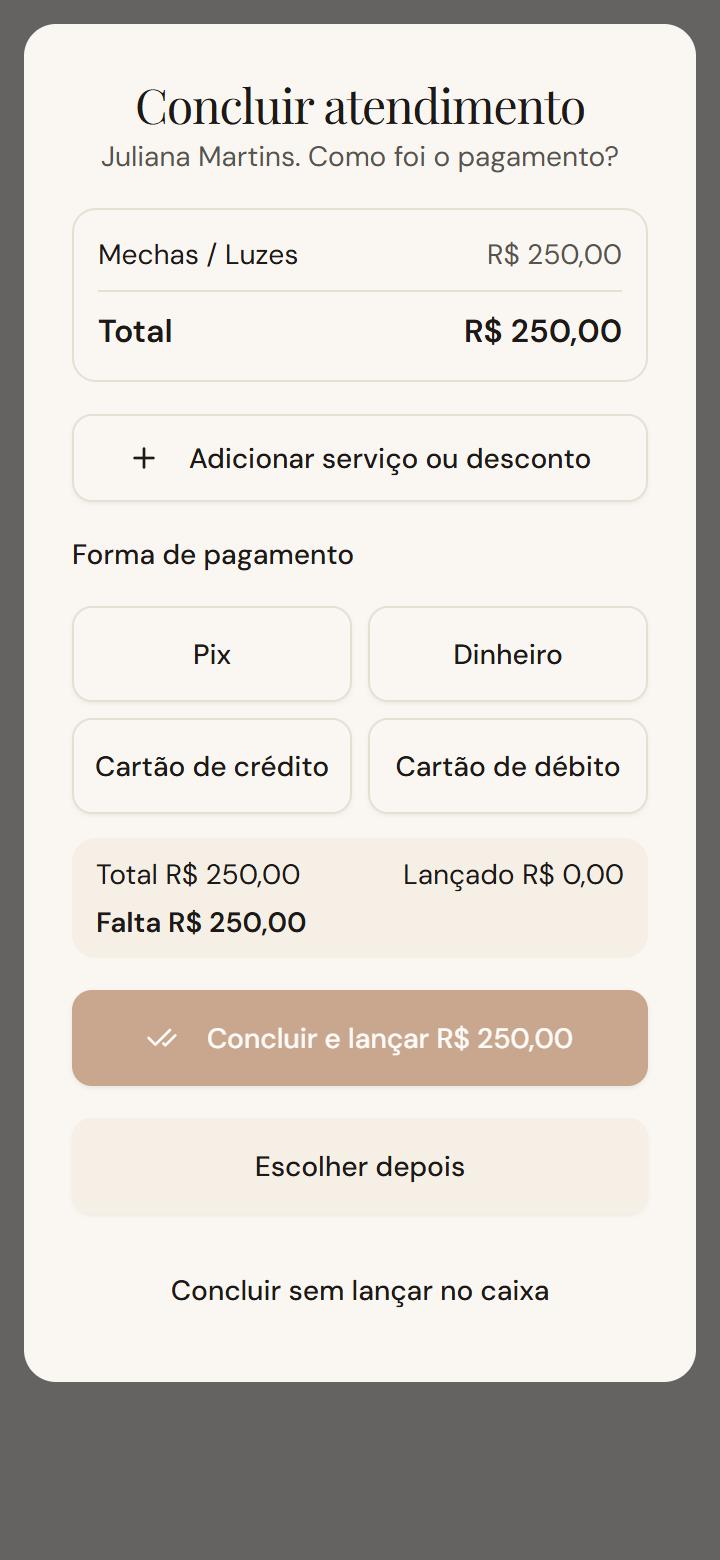 Concluir atendimento
Juliana Martins. Como foi o pagamento?
Mechas / Luzes R$ 250,00
Total R$ 250,00
Adicionar serviço ou desconto
Forma de pagamento
Pix Dinheiro
Cartão de crédito Cartão de débito
Total R$ 250,00 Lançado R$ 0,00
Falta R$ 250,00
Concluir e lançar R$ 250,00
Escolher depois
Concluir sem lançar no caixa